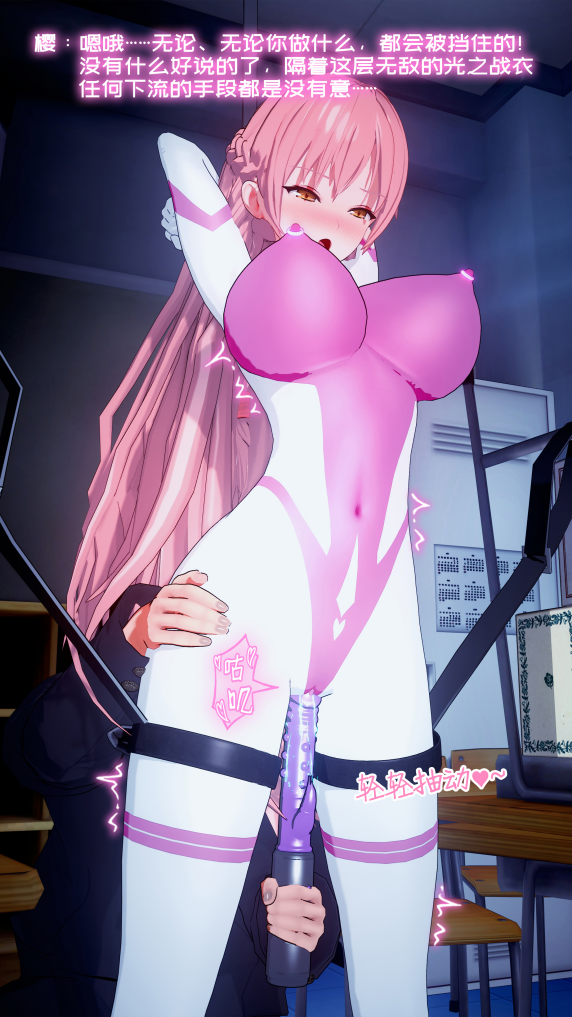 樱：嗯哦……无论、无论你做什么，都会被挡住的!
没有什么好说的了，隔着这层无敌的光之战衣
任何下流的手段都是没有意……
咕叽
轻轻抽动♥~